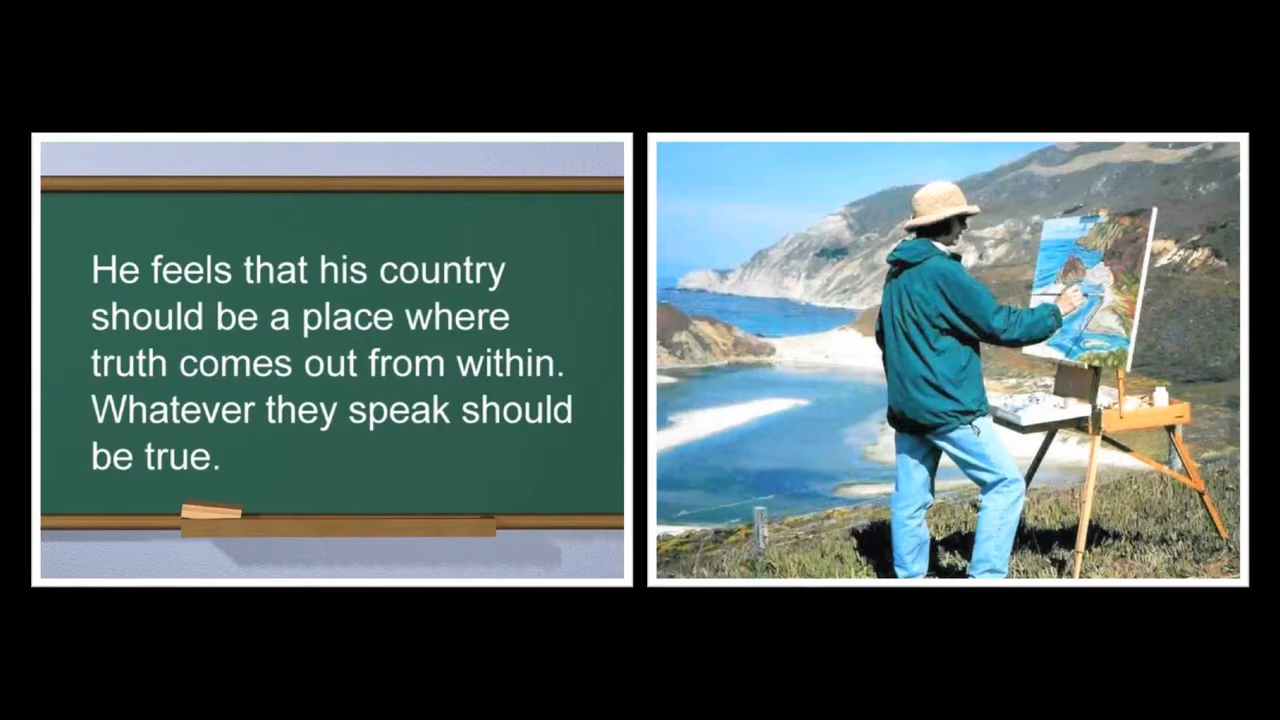 He feels that his country
should be a place where
truth comes out from within.
Whatever they speak should
be true.